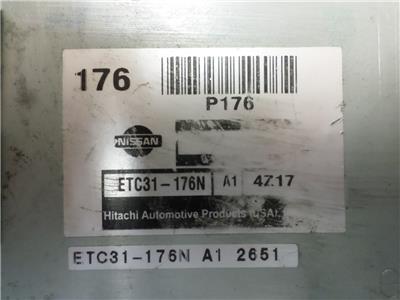 176
P176
NISSAN
ETC31-176N A1 4Z17
Hitachi Automotive Products (USA),
ETC31-176N A1 2651